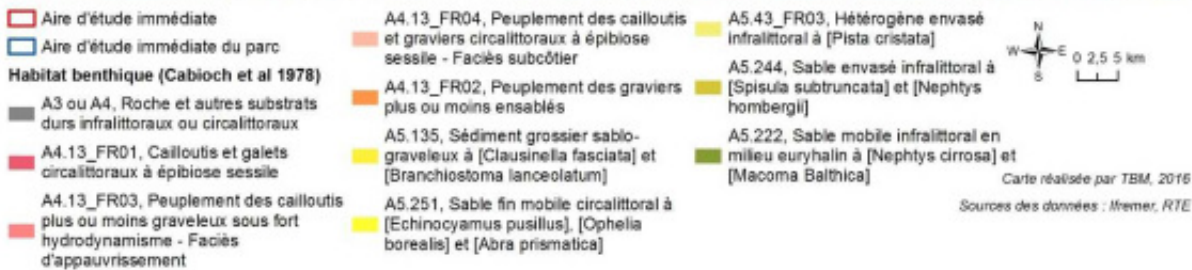 Aire d'étude immédiate
Aire d'étude immédiate du parc
Habitat benthique (Cabioch et al 1978)
A3 ou A4, Roche et autres substrats
durs infralittoraux ou circalittoraux
A4.13_FR01, Cailloutis et galets
circalittoraux à épibiose sessile
A4.13_FR03, Peuplement des cailloutis
plus ou moins graveleux sous fort
hydrodynamisme - Faciès
d'appauvrissement
A4.13_FR04, Peuplement des cailloutis
et graviers circalittoraux à épibiose
sessile - Faciès subcôtier
A4.13_FR02, Peuplement des graviers
plus ou moins ensablés
A5.135, Sédiment grossier sablo-
graveleux à [Clausinella fasciata] et
[Branchiostoma lanceolatum]
A5.251, Sable fin mobile circalittoral à
[Echinocyamus pusillus], [Ophelia
borealis] et [Abra prismatica]
A5.43_FR03, Hétérogène envasé
infralittoral à [Pista cristata]
A5.244, Sable envasé infralittoral à
[Spisula subtruncata] et [Nephtys
hombergii]
A5.222, Sable mobile infralittoral en
milieu euryhalin à [Nephtys cirrosa] et
[Macoma Balthica]
N
W E
S
0 2,5 5 km
Carte réalisée par TBM, 2016
Sources des données : Ifremer, RTE